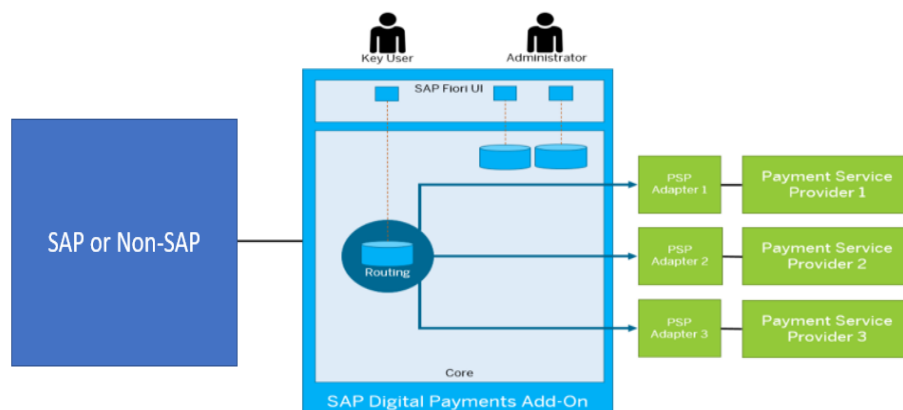 Key User
Administrator
SAP Fiori UI
SAP or Non-SAP
PSP
Adapter 1
Payment Service
Provider 1
PSP
Adapter 2
Payment Service
Provider 2
Routing
PSP
Adapter 3
Payment Service
Provider 3
Core
SAP Digital Payments Add-On